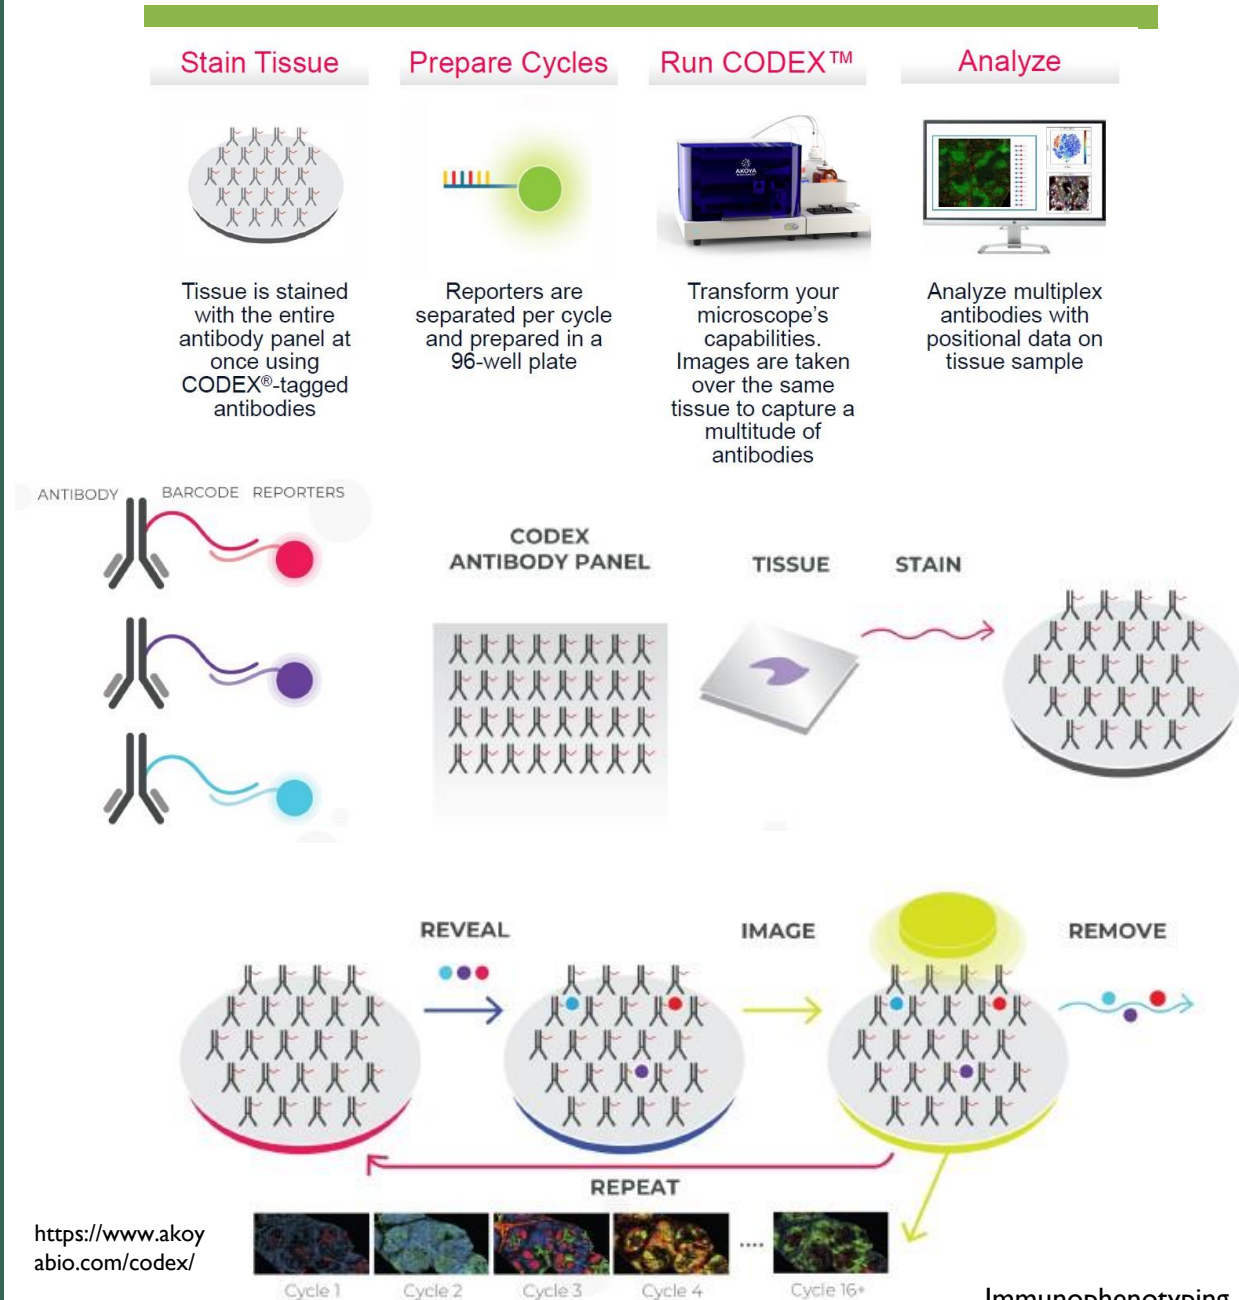 Stain Tissue
Prepare Cycles
Run CODEX™
Analyze
AKOYA
Tissue is stained
with the entire
antibody panel at
once using
CODEX®-tagged
antibodies
Reporters are
separated per cycle
and prepared in a
96-well plate
Transform your
microscope's
capabilities.
Images are taken
over the same
tissue to capture a
multitude of
antibodies
Analyze multiplex
antibodies with
positional data on
tissue sample
ANTIBODY
BARCODE
REPORTERS
CODEX
ANTIBODY PANEL
TISSUE
STAIN
REVEAL
IMAGE
REMOVE
REPEAT
https://www.akoy
abio.com/codex/
....
Cycle 1
Cycle 2
Cycle 3
Cycle 4
Cycle 16+
Immunophenotyping